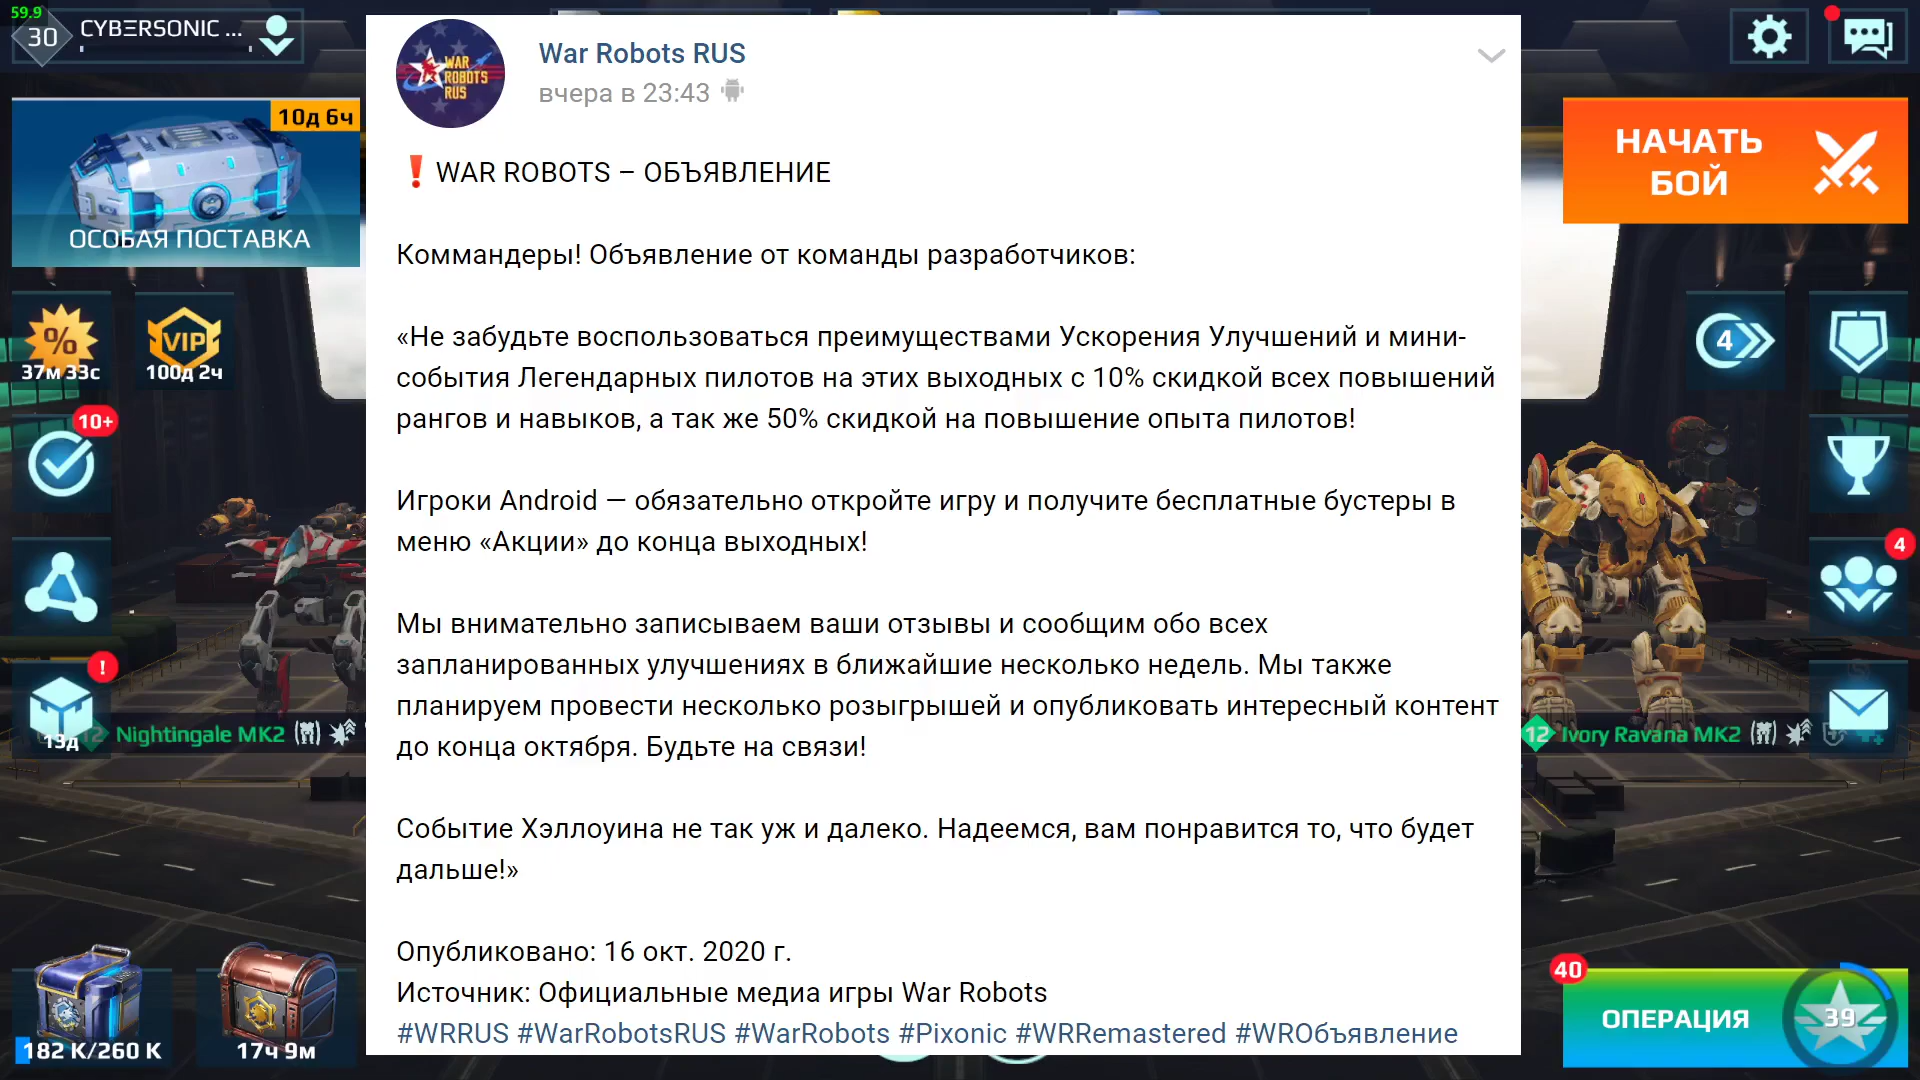 59.9
30
CYBERSONIC ...
10д 6ч
ОСОБАЯ ПОСТАВКА
%
37м 33с
VIP
100д 2ч
10+
!
13д
12 Nightingale MK2
182 K/260 K
17ч 9м
WAR ROBOTS RUS
War Robots RUS
вчера в 23:43
❗ WAR ROBOTS – ОБЪЯВЛЕНИЕ
Коммандеры! Объявление от команды разработчиков:
«Не забудьте воспользоваться преимуществами Ускорения Улучшений и мини-
события Легендарных пилотов на этих выходных с 10% скидкой всех повышений
рангов и навыков, а так же 50% скидкой на повышение опыта пилотов!
Игроки Android — обязательно откройте игру и получите бесплатные бустеры в
меню «Акции» до конца выходных!
Мы внимательно записываем ваши отзывы и сообщим обо всех
запланированных улучшениях в ближайшие несколько недель. Мы также
планируем провести несколько розыгрышей и опубликовать интересный контент
до конца октября. Будьте на связи!
Событие Хэллоуина не так уж и далеко. Надеемся, вам понравится то, что будет
дальше!»
Опубликовано: 16 окт. 2020 г.
Источник: Официальные медиа игры War Robots
#WRRUS #WarRobotsRUS #WarRobots #Pixonic #WRRemastered #WRОбъявление
НАЧАТЬ
БОЙ
4
4
12 Ivory Ravana MK2
40
ОПЕРАЦИЯ
39